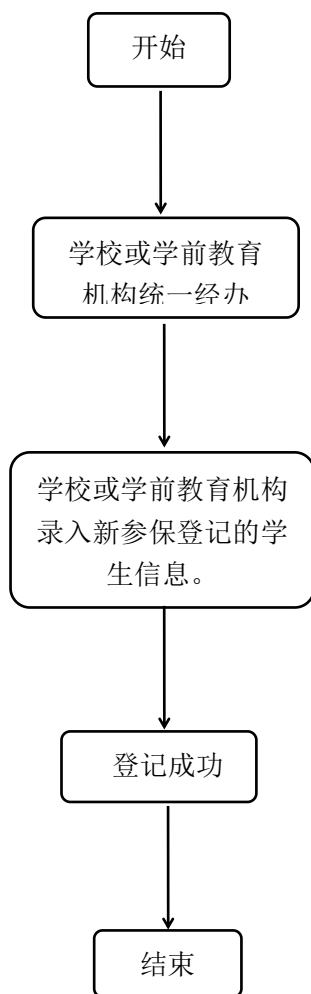 开始
学校或学前教育
机构统一经办
学校或学前教育机构
录入新参保登记的学
生信息。
登记成功
结束